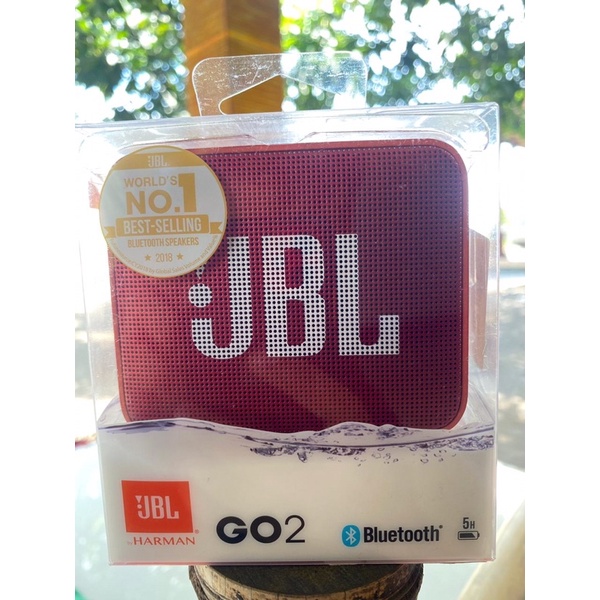 JBL
WORLD'S
NO.1
BEST-SELLING
BLUETOOTH SPEAKERS
★ 2018 ★
JBL
JBL
by HARMAN
GO2
Bluetooth®
5H